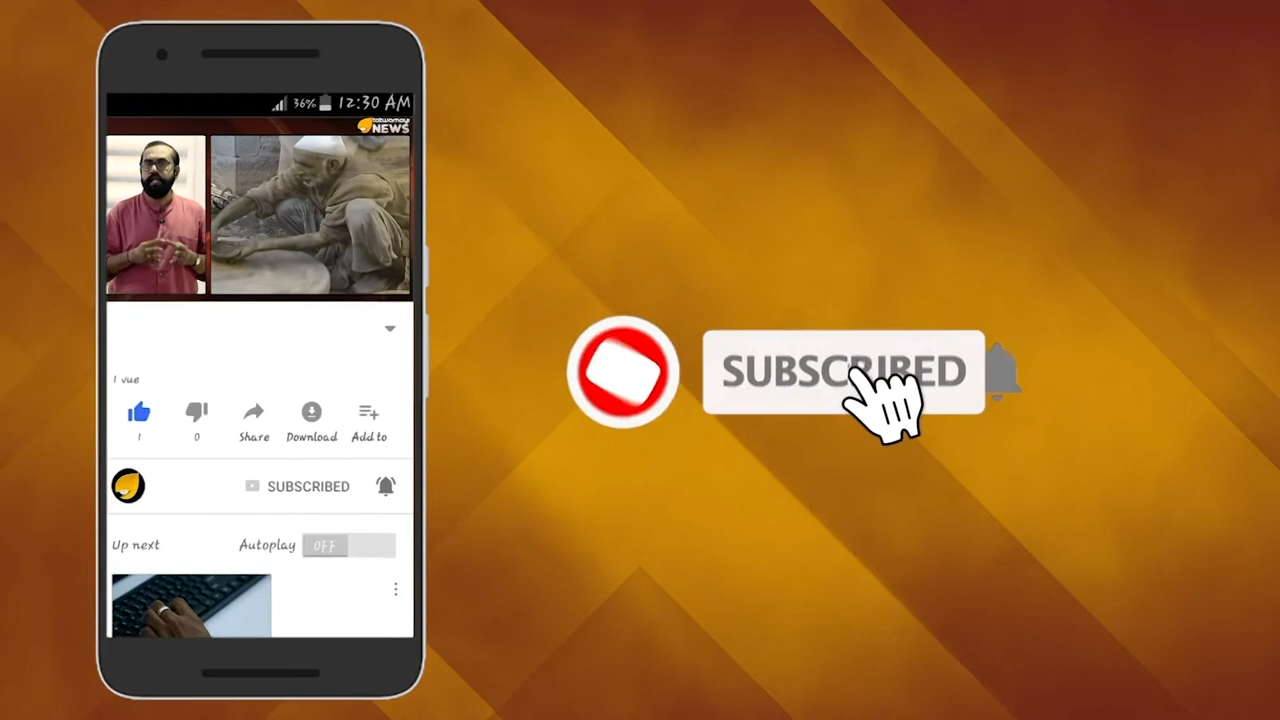 36% 12:30 AM
tatwamayi
NEWS
1 vue
1
0
Share
Download
Add to
SUBSCRIBED
Up next
Autoplay
OFF
SUBSCRIBED